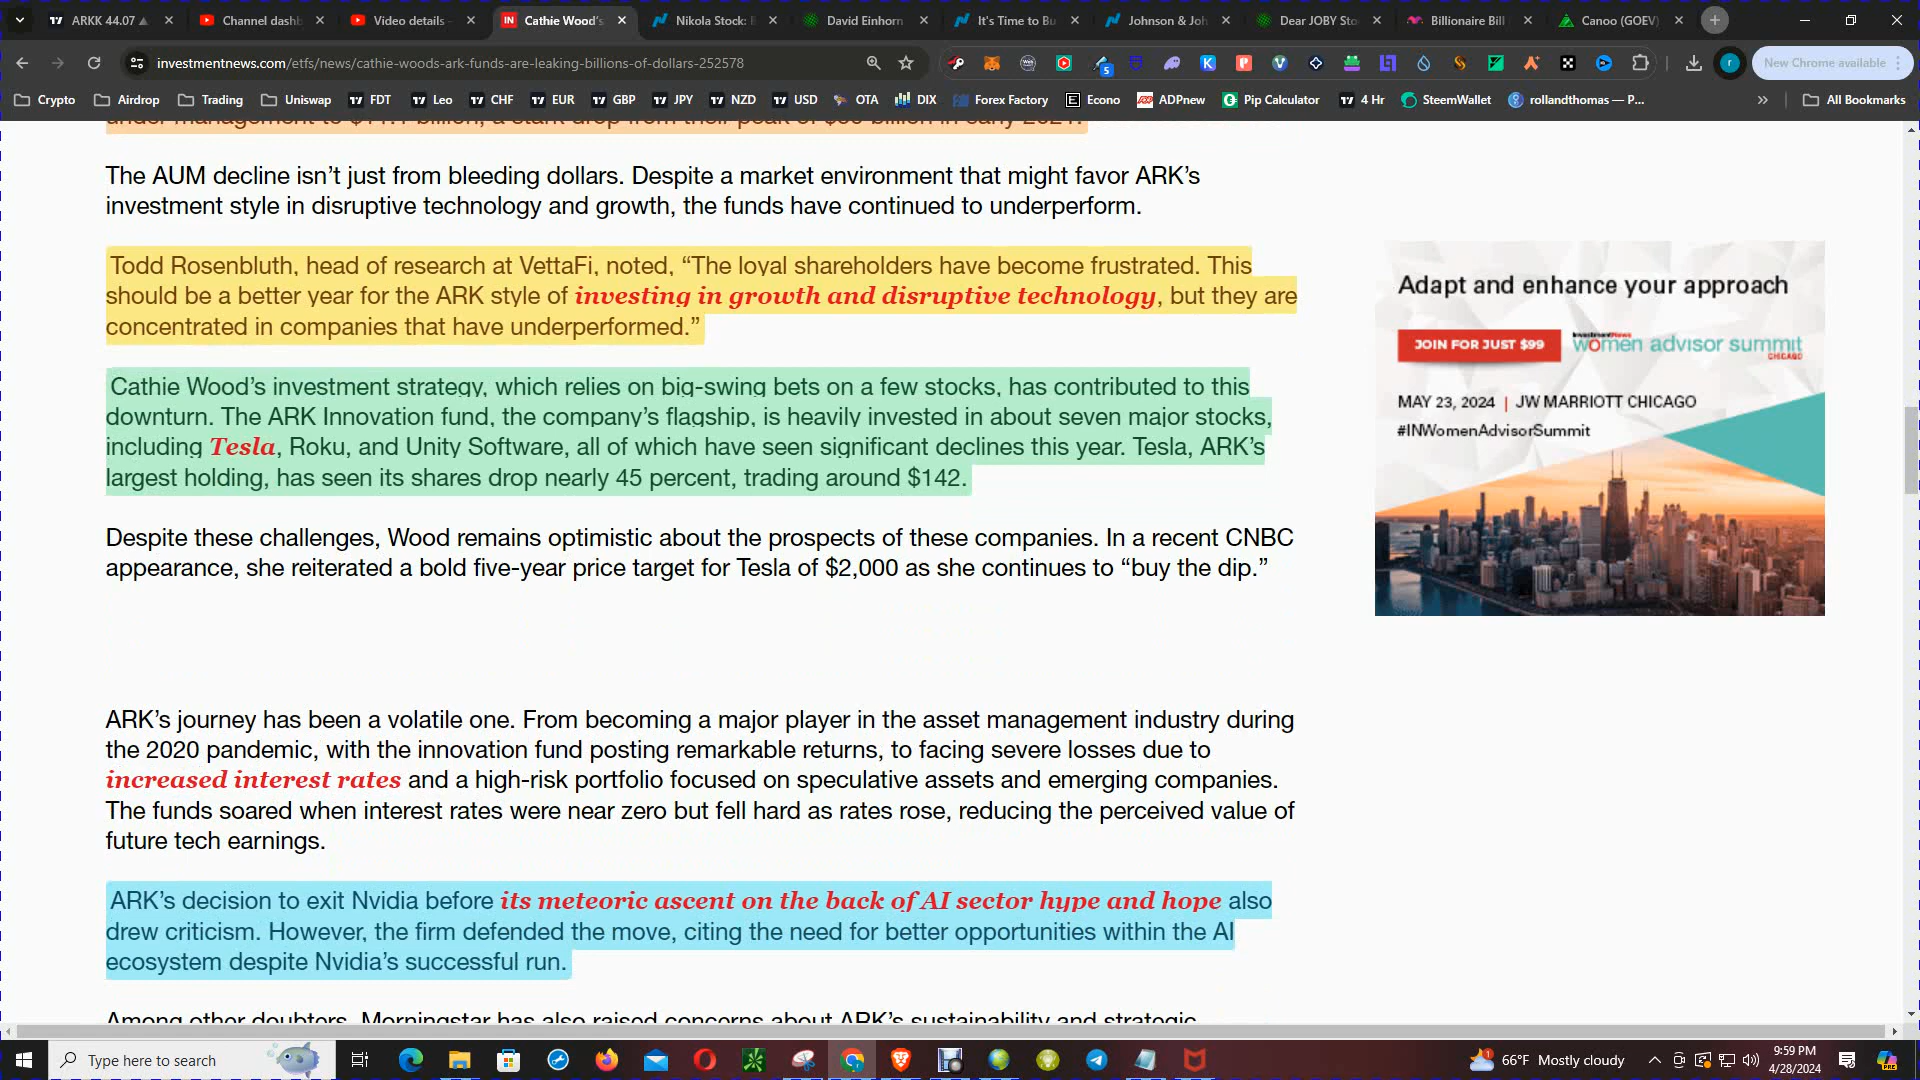 ARKK 44.07
Channel dash
Video details -
Cathie Wood's
Nikola Stock:
David Einhorn
It's Time to Bu
Johnson & Joh
Dear JOBY Sto
Billionaire Bill
Canoo (GOEV)
investmentnews.com/etfs/news/cathie-woods-ark-funds-are-leaking-billions-of-dollars-252578
New Chrome available
Crypto
Airdrop
Trading
Uniswap
FDT
Leo
CHF
EUR
GBP
JPY
NZD
USD
OTA
DIX
Forex Factory
Econo
ADPnew
Pip Calculator
4 Hr
SteemWallet
rollandthomas — P...
All Bookmarks
The AUM decline isn't just from bleeding dollars. Despite a market environment that might favor ARK's
investment style in disruptive technology and growth, the funds have continued to underperform.
Todd Rosenbluth, head of research at VettaFi, noted, “The loyal shareholders have become frustrated. This
should be a better year for the ARK style of investing in growth and disruptive technology, but they are
concentrated in companies that have underperformed.”
Cathie Wood's investment strategy, which relies on big-swing bets on a few stocks, has contributed to this
downturn. The ARK Innovation fund, the company's flagship, is heavily invested in about seven major stocks,
including Tesla, Roku, and Unity Software, all of which have seen significant declines this year. Tesla, ARK's
largest holding, has seen its shares drop nearly 45 percent, trading around $142.
Despite these challenges, Wood remains optimistic about the prospects of these companies. In a recent CNBC
appearance, she reiterated a bold five-year price target for Tesla of $2,000 as she continues to “buy the dip.”
ARK's journey has been a volatile one. From becoming a major player in the asset management industry during
the 2020 pandemic, with the innovation fund posting remarkable returns, to facing severe losses due to
increased interest rates and a high-risk portfolio focused on speculative assets and emerging companies.
The funds soared when interest rates were near zero but fell hard as rates rose, reducing the perceived value of
future tech earnings.
ARK's decision to exit Nvidia before its meteoric ascent on the back of AI sector hype and hope also
drew criticism. However, the firm defended the move, citing the need for better opportunities within the AI
ecosystem despite Nvidia's successful run.
Among other doubters, Morningstar has also raised concerns about ARK's sustainability and strategic
Adapt and enhance your approach
JOIN FOR JUST $99
InvestmentNews
women advisor summit
CHICAGO
MAY 23, 2024 | JW MARRIOTT CHICAGO
#INWomenAdvisorSummit
Type here to search
66°F Mostly cloudy
9:59 PM
4/28/2024